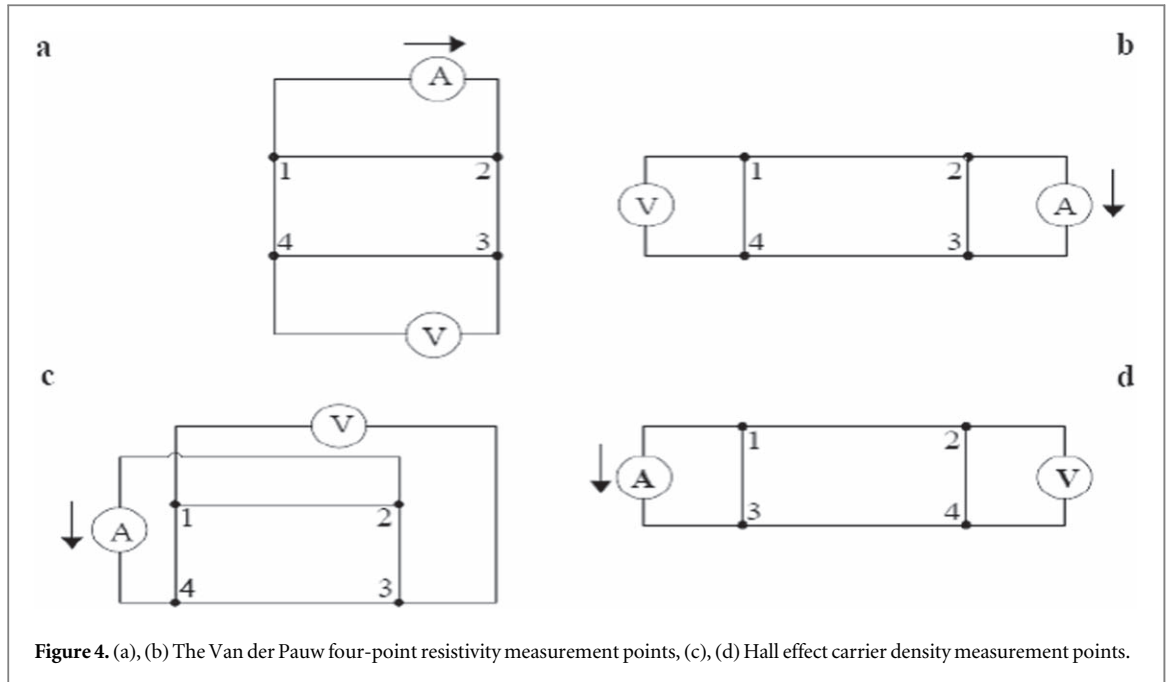 a
b
A
1
2
4
3
V
1
2
V
A
4
3
c
d
V
1
2
A
4
3
1
2
A
V
3
4
Figure 4. (a), (b) The Van der Pauw four-point resistivity measurement points, (c), (d) Hall effect carrier density measurement points.